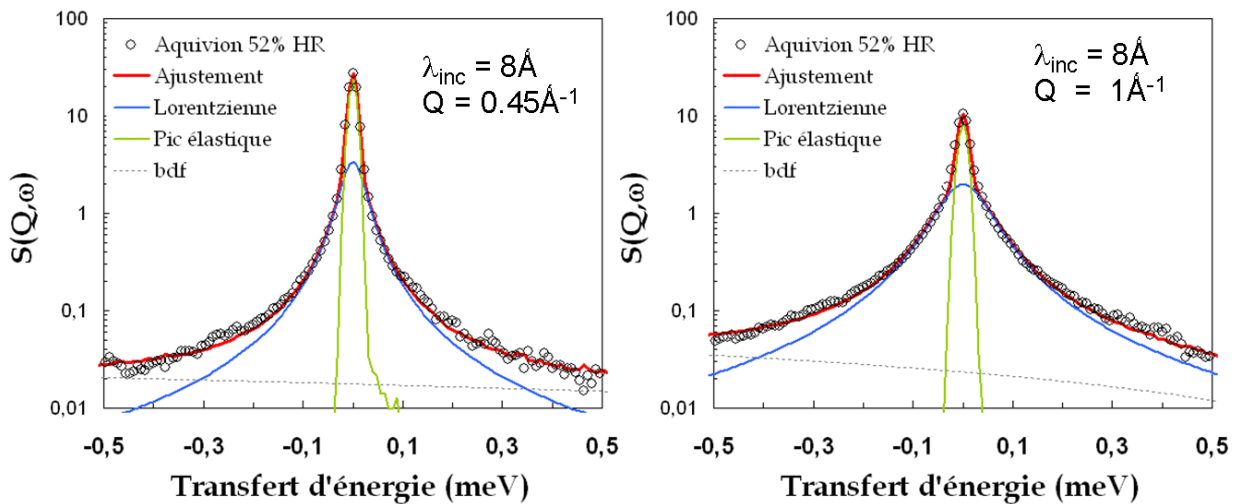 100
10
1
0,1
0,01
S(Q,ω)
Aquivion 52% HR
Ajustement
Lorentzienne
Pic élastique
bdf
λinc = 8Å
Q = 0.45Å-1
-0,5 -0,3 -0,1 0,1 0,3 0,5
Transfert d'énergie (meV)
100
10
1
0,1
0,01
S(Q,ω)
Aquivion 52% HR
Ajustement
Lorentzienne
Pic élastique
bdf
λinc = 8Å
Q = 1Å-1
-0,5 -0,3 -0,1 0,1 0,3 0,5
Transfert d'énergie (meV)